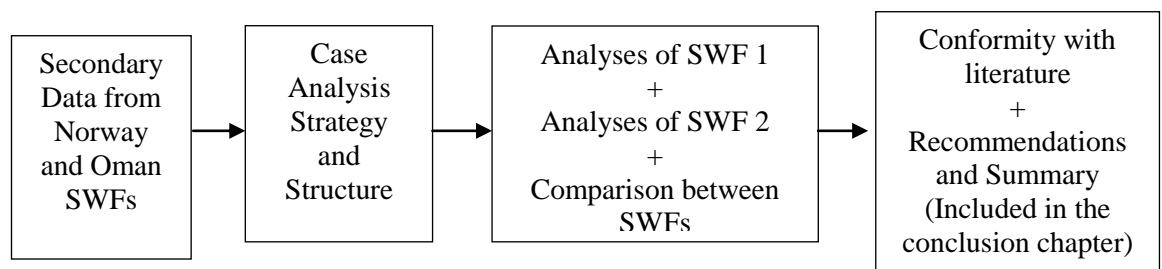 Secondary
Data from
Norway
and Oman
SWFs
Case
Analysis
Strategy
and
Structure
Analyses of SWF 1
+
Analyses of SWF 2
+
Comparison between
SWFs
Conformity with
literature
+
Recommendations
and Summary
(Included in the
conclusion chapter)